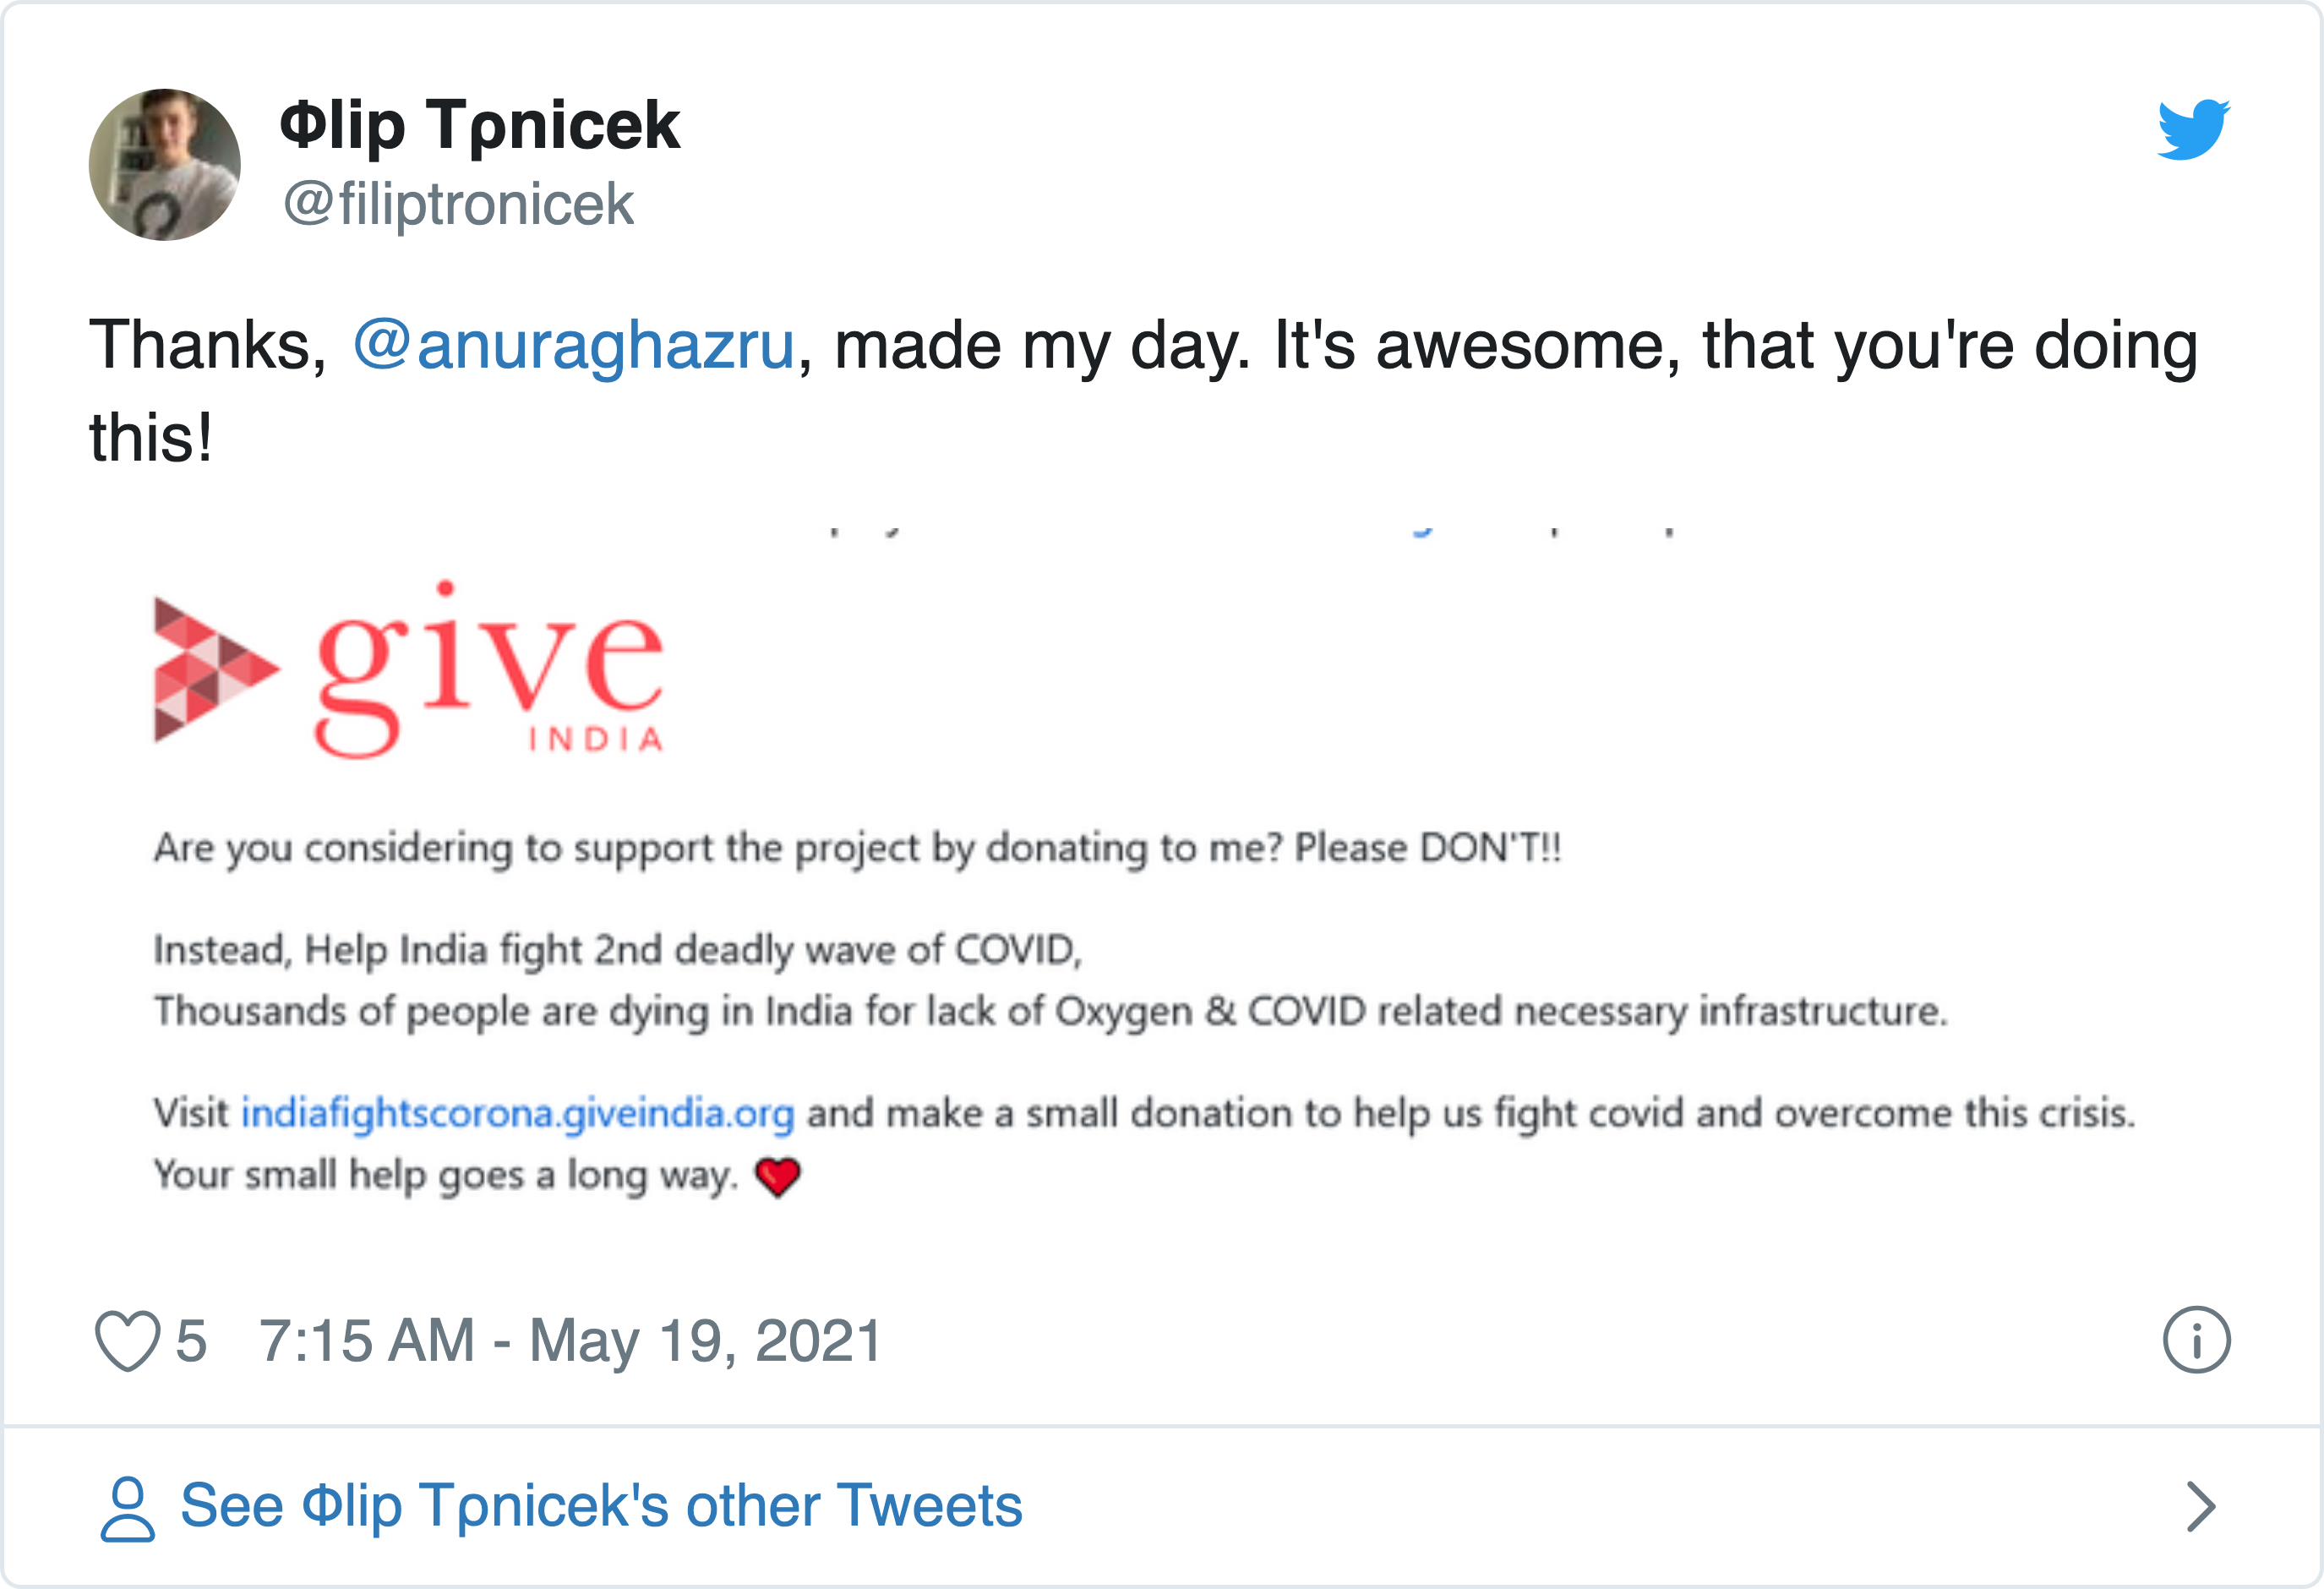 Φlip Tρnicek
@filiptronicek
Thanks, @anuraghazru, made my day. It's awesome, that you're doing
this!
give
INDIA
Are you considering to support the project by donating to me? Please DON'T!!
Instead, Help India fight 2nd deadly wave of COVID,
Thousands of people are dying in India for lack of Oxygen & COVID related necessary infrastructure.
Visit indiafightscorona.giveindia.org and make a small donation to help us fight covid and overcome this crisis.
Your small help goes a long way. ❤️
5 7:15 AM - May 19, 2021
See Φlip Tρnicek's other Tweets